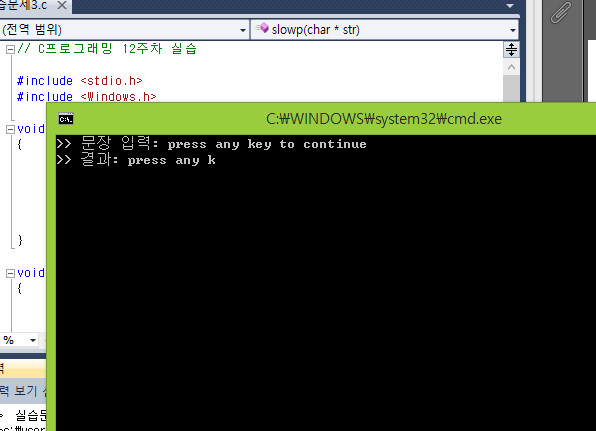 습문제3.c
(전역 범위)
slowp(char * str)
// C프로그래밍 12주차 실습
#include <stdio.h>
#include <Windows.h>
C:₩WINDOWS₩system32₩cmd.exe
void
{
>> 문장 입력: press any key to continue
>> 결과: press any k
}
void
{
%
력 보기 선
> 실습문